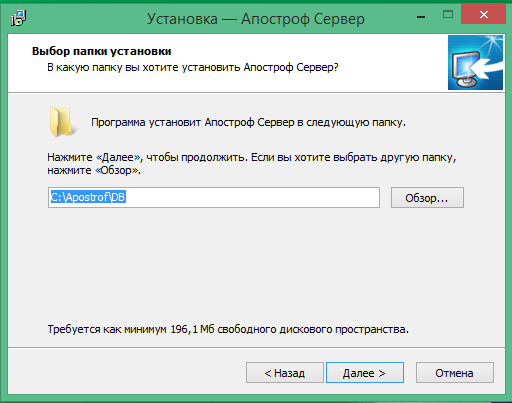 Установка — Апостроф Сервер
Выбор папки установки
В какую папку вы хотите установить Апостроф Сервер?
Программа установит Апостроф Сервер в следующую папку.
Нажмите «Далее», чтобы продолжить. Если вы хотите выбрать другую папку,
нажмите «Обзор».
C:\Apostrof\DB
Обзор...
Требуется как минимум 196,1 Мб свободного дискового пространства.
< Назад
Далее >
Отмена